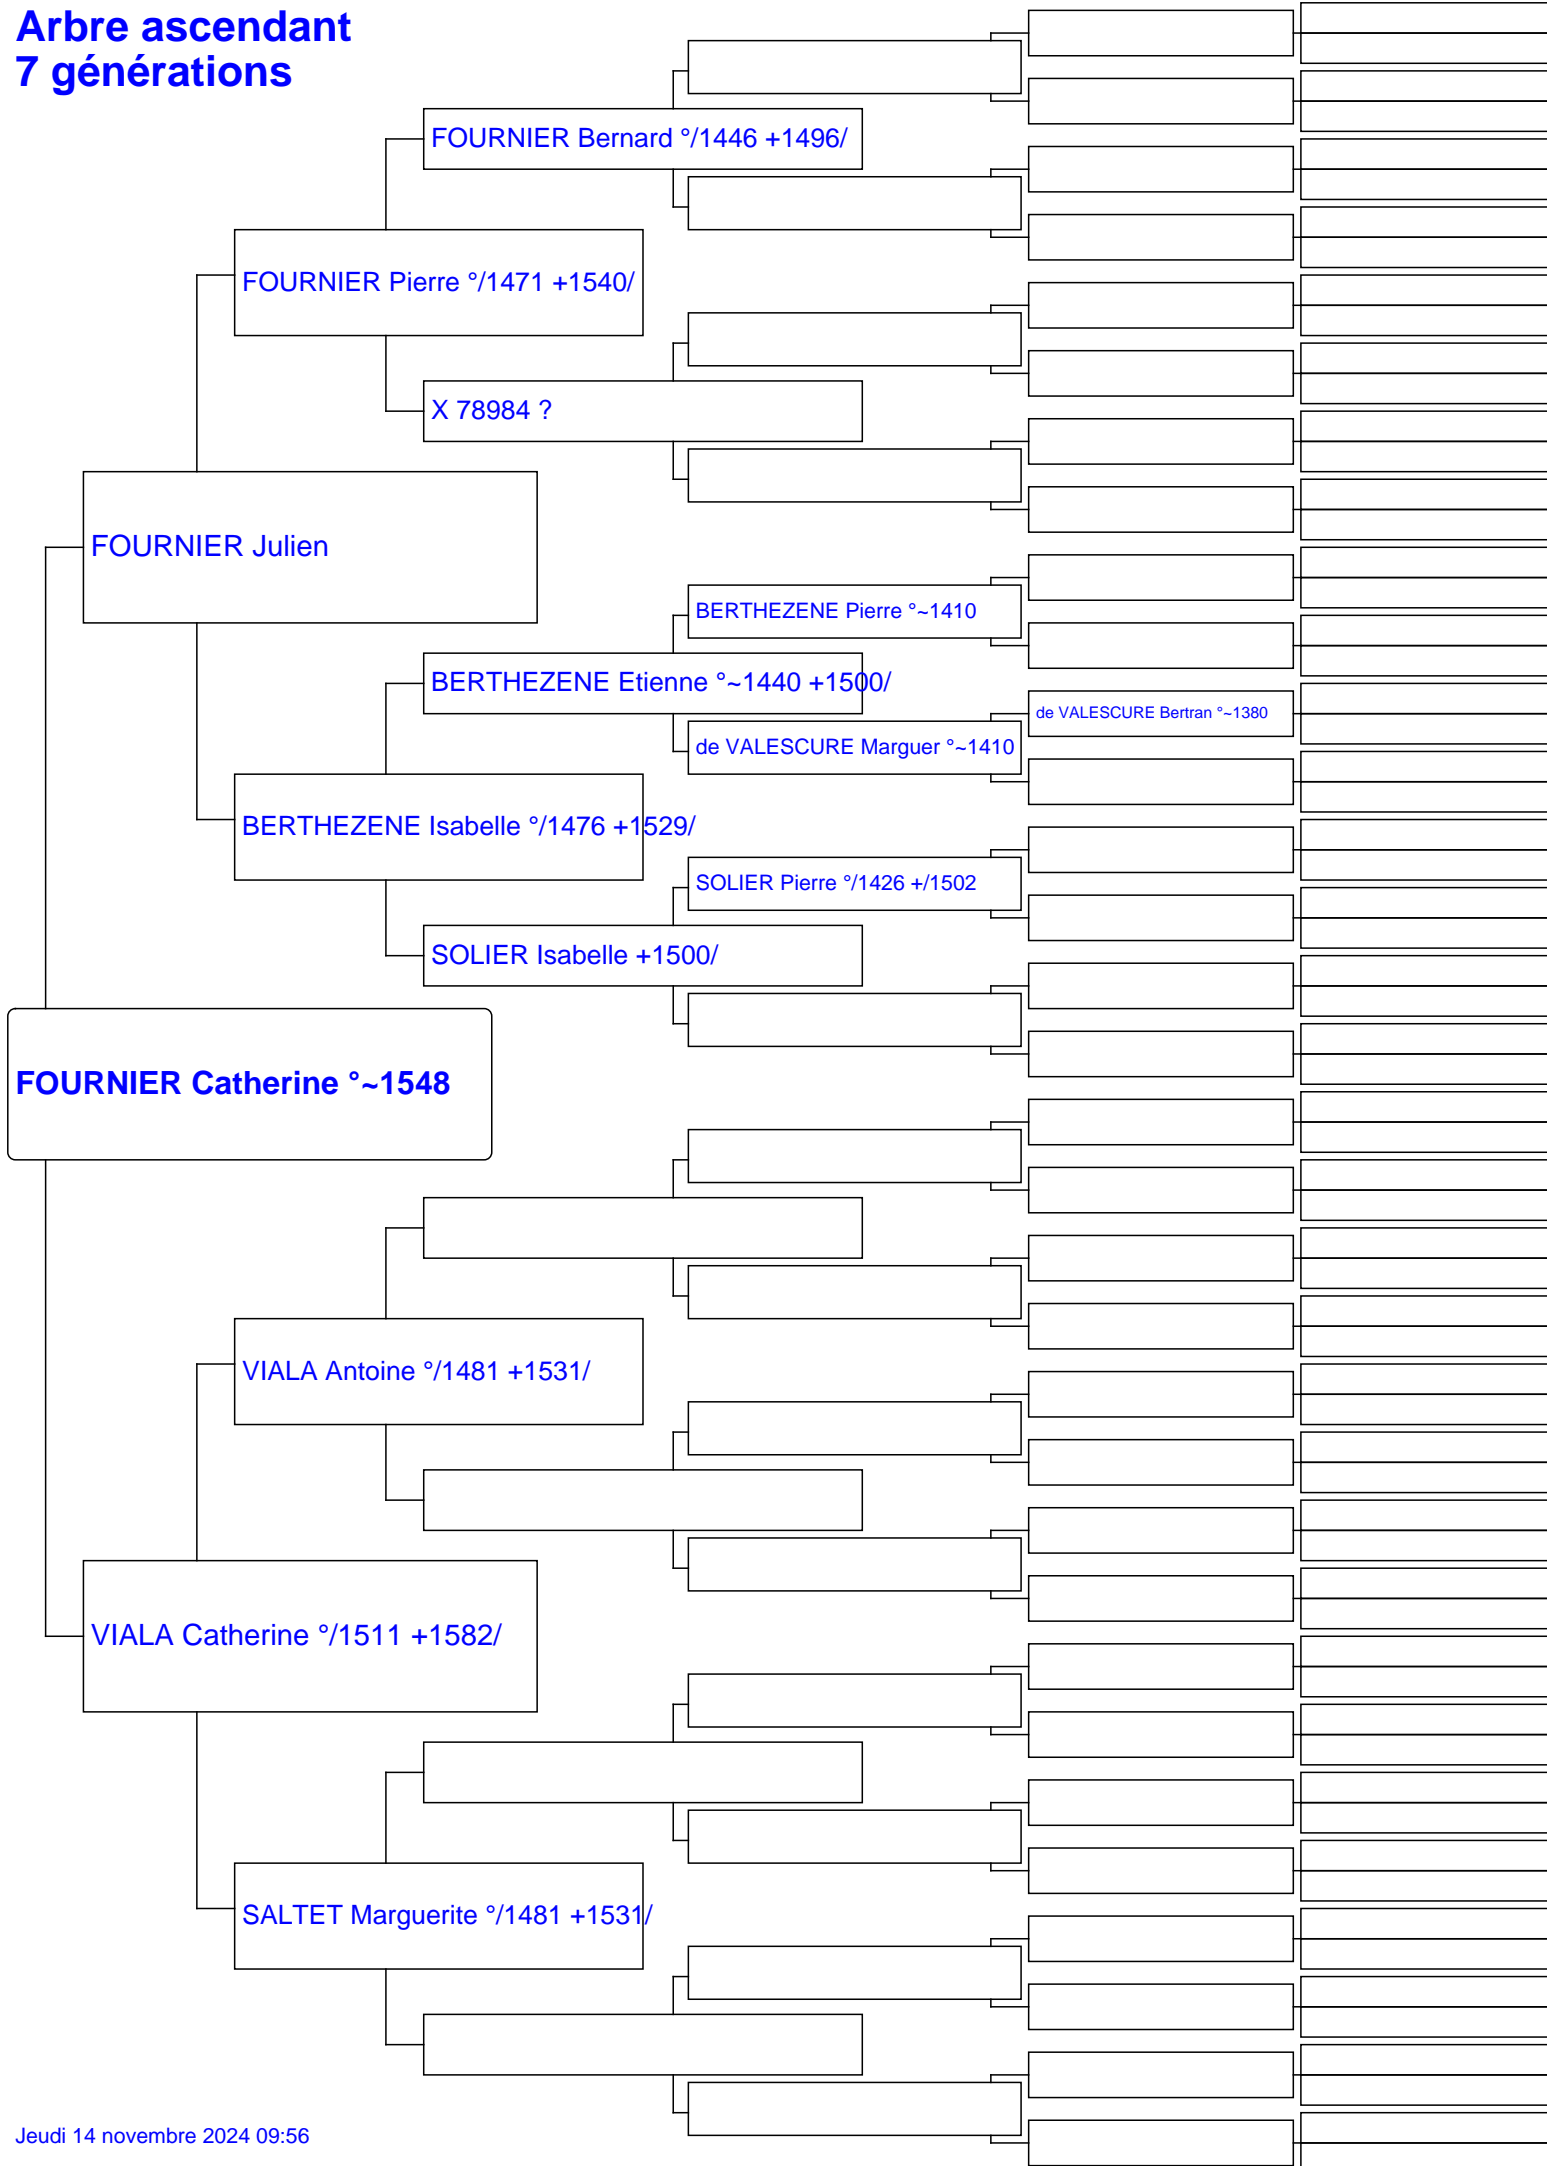 Arbre ascendant
7 générations
FOURNIER Bernard °/1446 +1496/
FOURNIER Pierre °/1471 +1540/
X 78984 ?
FOURNIER Julien
BERTHEZENE Pierre °~1410
BERTHEZENE Etienne °~1440 +1500/
de VALESCURE Bertran °~1380
de VALESCURE Marguer °~1410
BERTHEZENE Isabelle °/1476 +1529/
SOLIER Pierre °/1426 +/1502
SOLIER Isabelle +1500/
FOURNIER Catherine °~1548
VIALA Antoine °/1481 +1531/
VIALA Catherine °/1511 +1582/
SALTET Marguerite °/1481 +1531/
Jeudi 14 novembre 2024 09:56